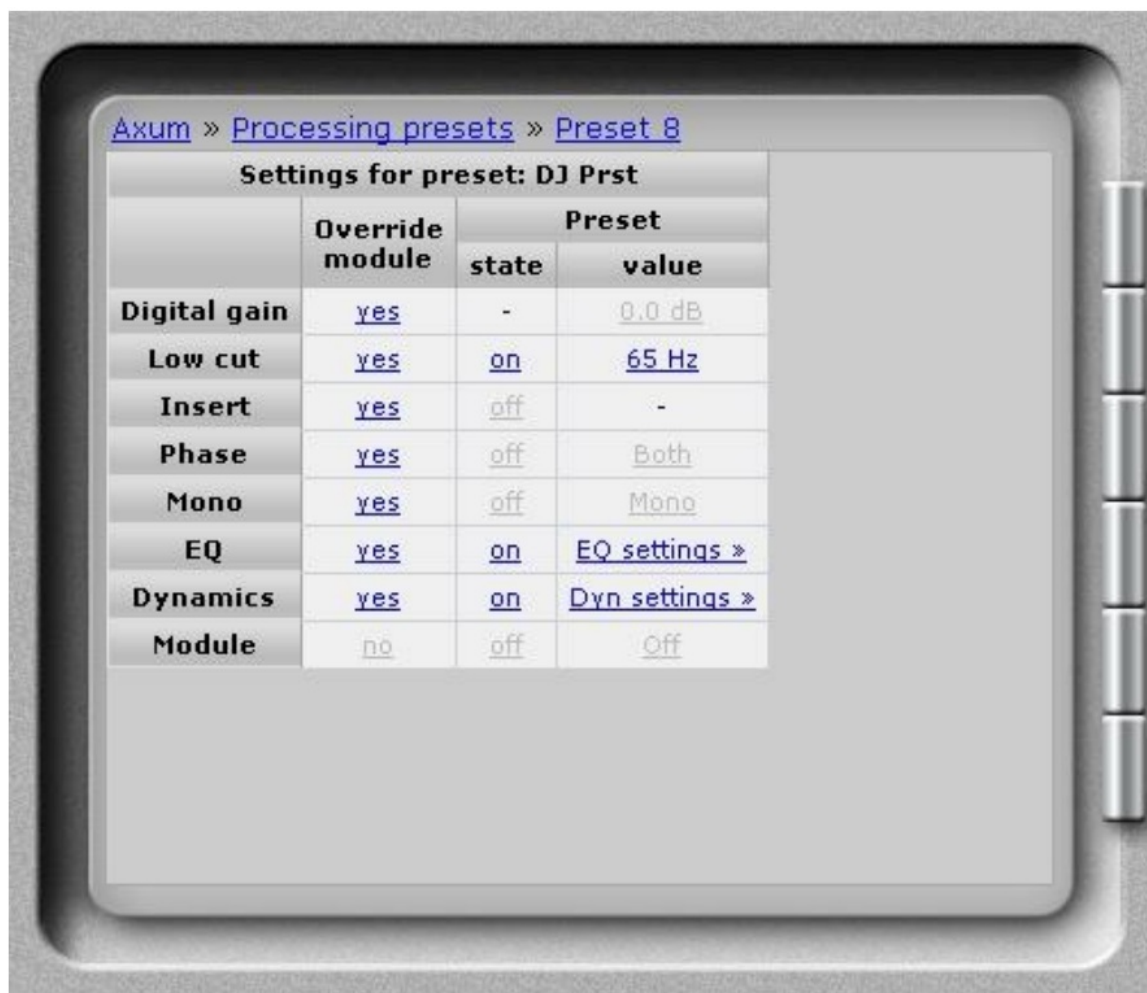 Axum » Processing presets » Preset 8
Settings for preset: DJ Prst
Override module Preset
state value
Digital gain yes - 0.0 dB
Low cut yes on 65 Hz
Insert yes off -
Phase yes off Both
Mono yes off Mono
EQ yes on EQ settings »
Dynamics yes on Dyn settings »
Module no off Off